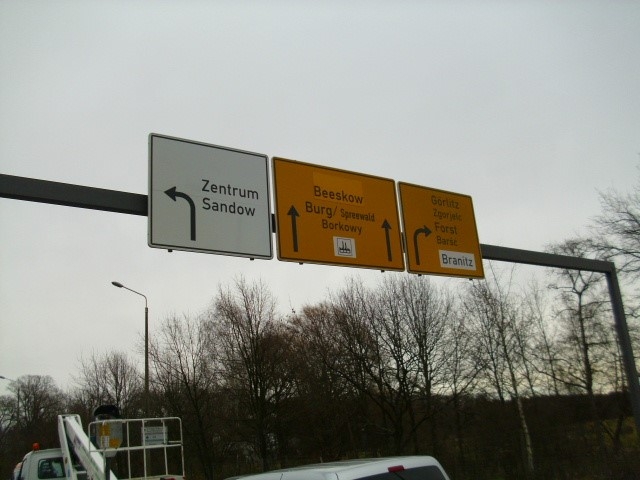 Zentrum
Sandow
Beeskow
Burg/ Spreewald
Borkowy
Görlitz
Zgorjelc
Forst
Baršć
Branitz